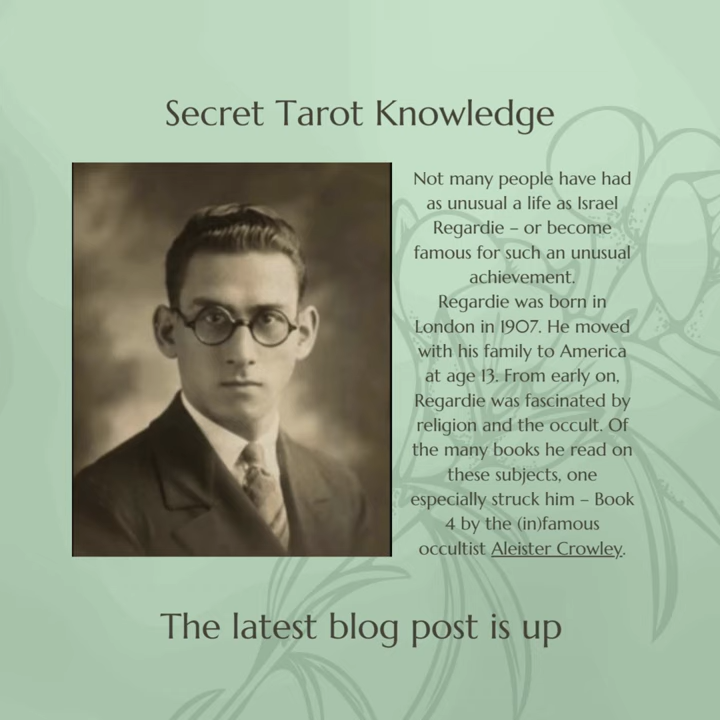 Secret Tarot Knowledge
Not many people have had
as unusual a life as Israel
Regardie – or become
famous for such an unusual
achievement.
Regardie was born in
London in 1907. He moved
with his family to America
at age 13. From early on,
Regardie was fascinated by
religion and the occult. Of
the many books he read on
these subjects, one
especially struck him – Book
4 by the (in)famous
occultist Aleister Crowley.
The latest blog post is up